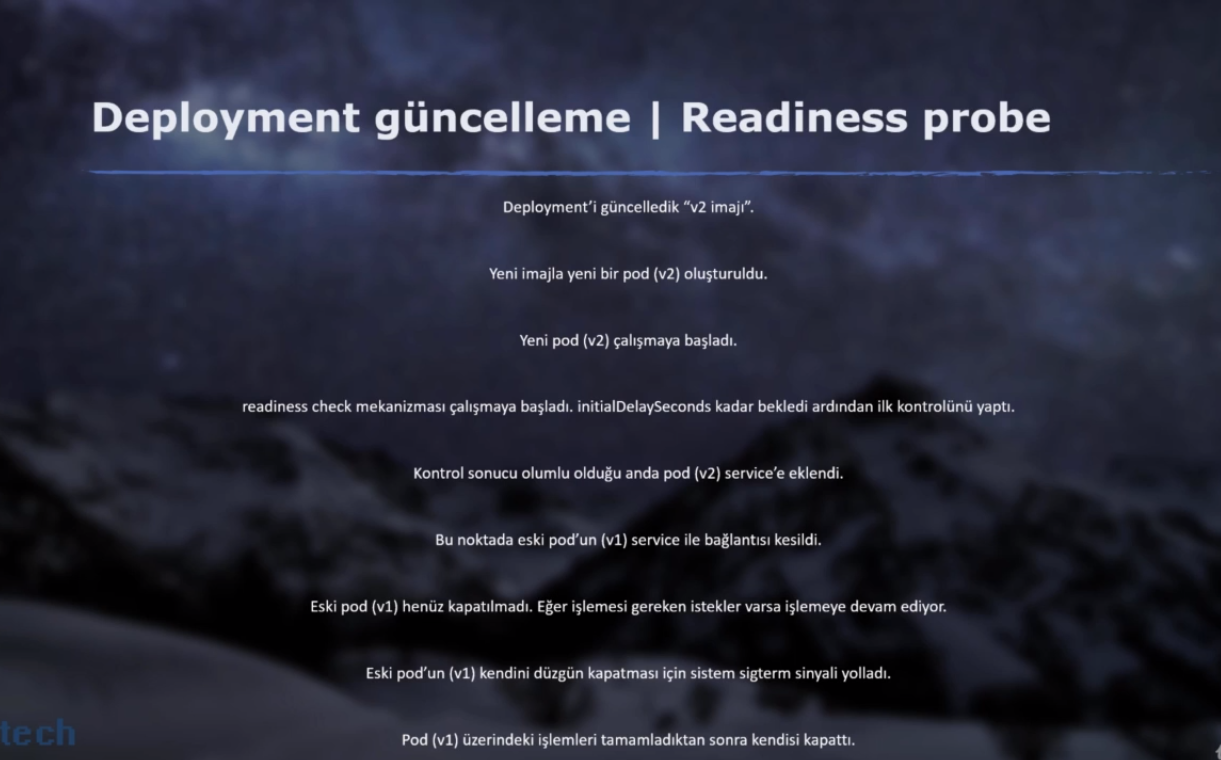 Deployment güncelleme | Readiness probe
Deployment’i güncelledik “v2 imajı”.
Yeni imajla yeni bir pod (v2) oluşturuldu.
Yeni pod (v2) çalışmaya başladı.
readiness check mekanizması çalışmaya başladı. initialDelaySeconds kadar bekledi ardından ilk kontrolünü yaptı.
Kontrol sonucu olumlu olduğu anda pod (v2) service’e eklendi.
Bu noktada eski pod’un (v1) service ile bağlantısı kesildi.
Eski pod (v1) henüz kapatılmadı. Eğer işlemesi gereken istekler varsa işlemeye devam ediyor.
Eski pod’un (v1) kendini düzgün kapatması için sistem sigterm sinyali yolladı.
tech
Pod (v1) üzerindeki işlemleri tamamladıktan sonra kendisi kapattı.